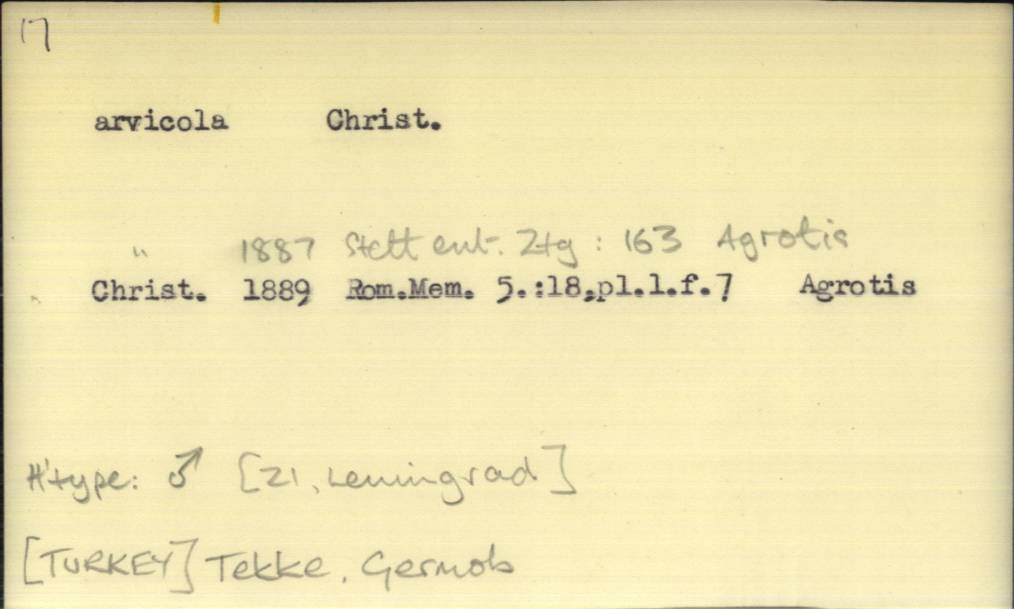 17
arvicola Christ.
" 1887 Stett ent. Ztg : 163 Agrotis
Christ. 1889 Rom.Mem. 5.:18,pl.1.f.7 Agrotis
H'type: ♂ [ZI, Leningrad]
[TURKEY] Tekke, Germob